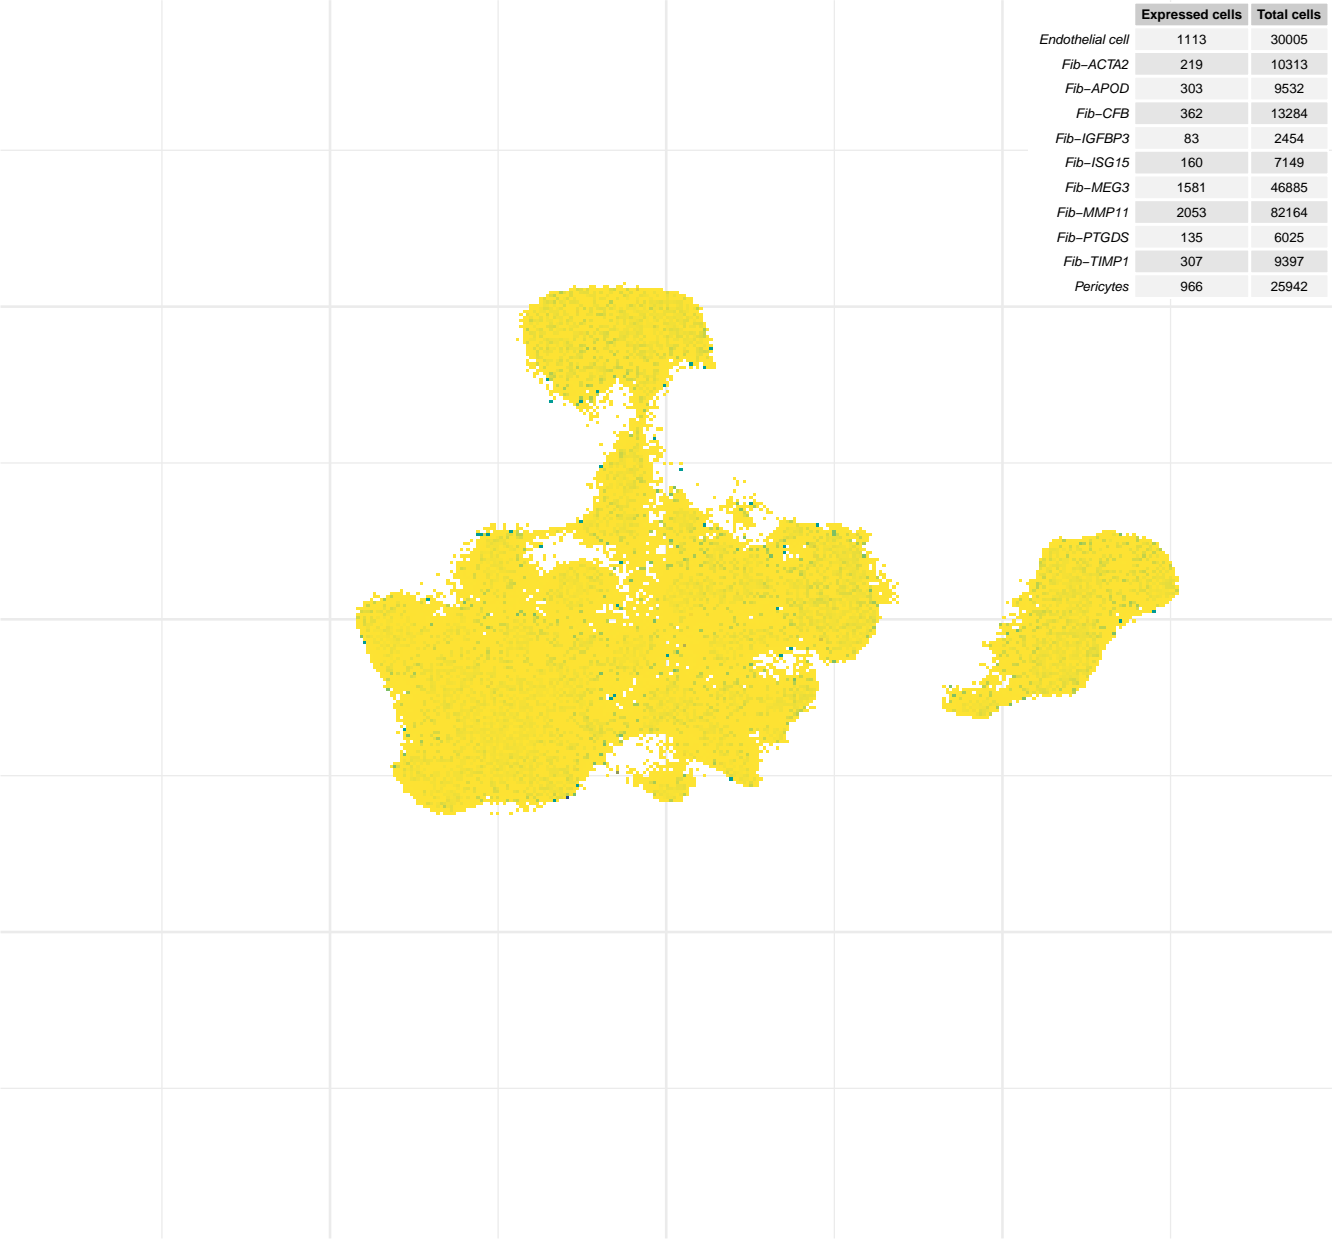 Expressed cells Total cells
Endothelial cell 1113 30005
Fib−ACTA2 219 10313
Fib−APOD 303 9532
Fib−CFB 362 13284
Fib−IGFBP3 83 2454
Fib−ISG15 160 7149
Fib−MEG3 1581 46885
Fib−MMP11 2053 82164
Fib−PTGDS 135 6025
Fib−TIMP1 307 9397
Pericytes 966 25942